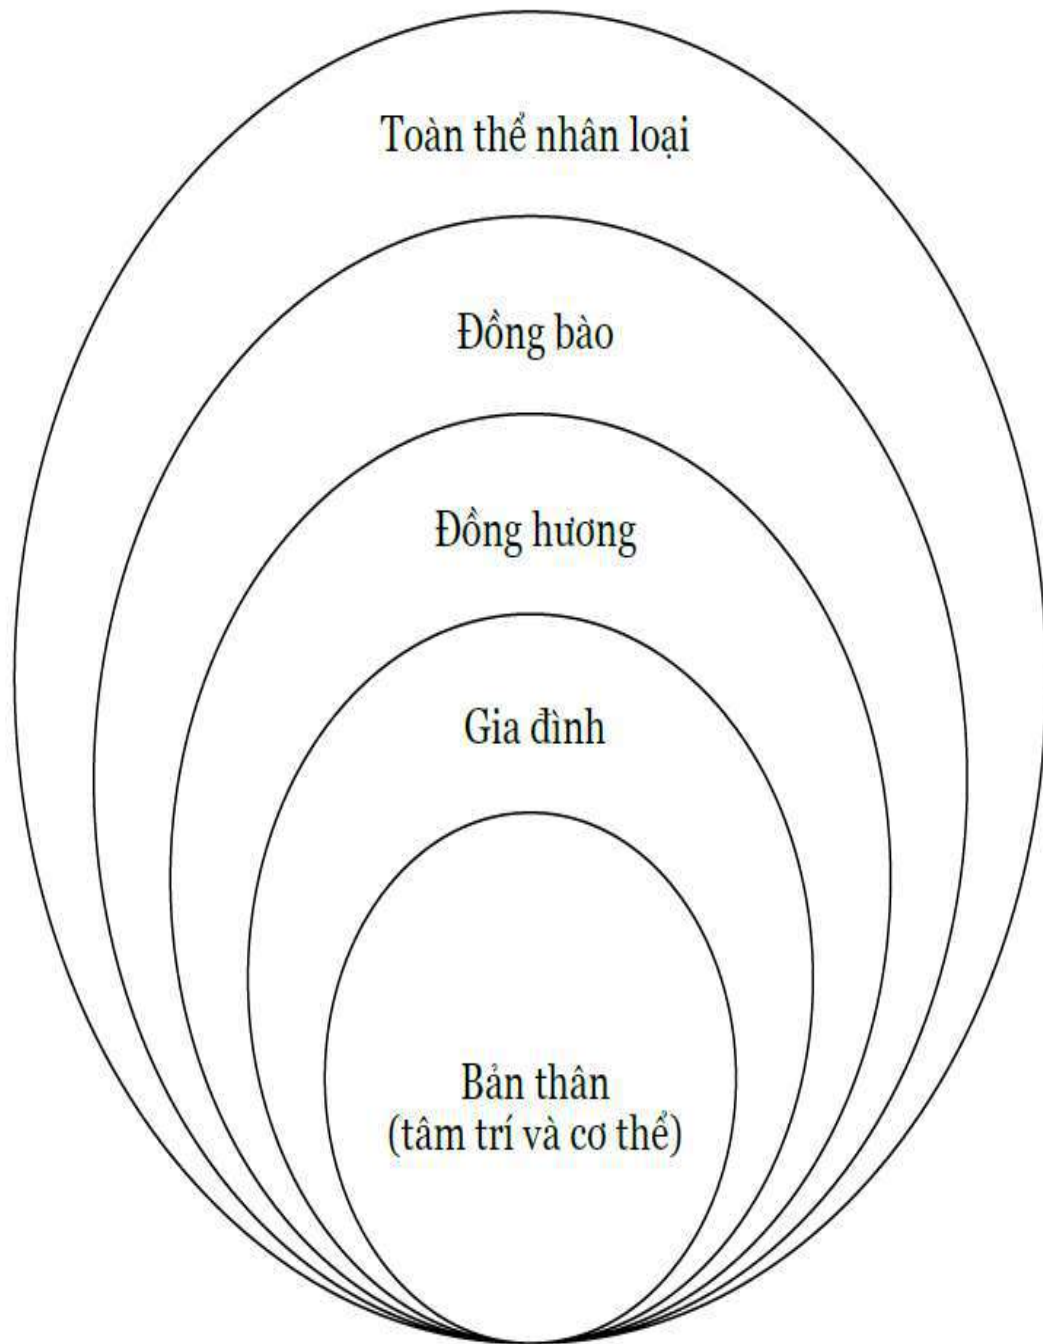 Toàn thể nhân loại
Đồng bào
Đồng hương
Gia đình
Bản thân
(tâm trí và cơ thể)